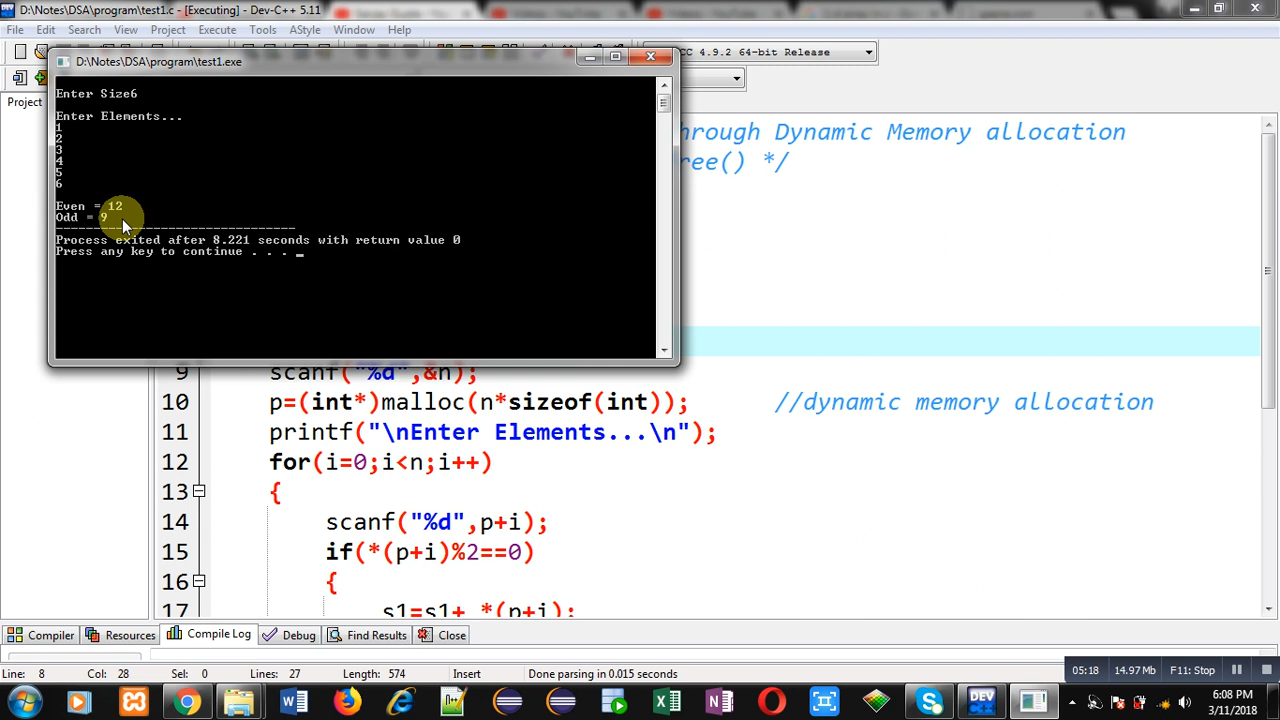 D:\Notes\DSA\program\test1.c - [Executing] - Dev-C++ 5.11
File Edit Search View Project Execute Tools AStyle Window Help
CC 4.9.2 64-bit Release
D:\Notes\DSA\program\test1.exe
Project
Enter Size6
Enter Elements...
1
2
3
4
5
6
Even = 12
Odd = 9
--------------------------------
Process exited after 8.221 seconds with return value 0
Press any key to continue . . . _
hrough Dynamic Memory allocation
ree() */
9 scanf("%d",&n);
10 p=(int*)malloc(n*sizeof(int)); //dynamic memory allocation
11 printf("\nEnter Elements...\n");
12 for(i=0;i<n;i++)
13 {
14 scanf("%d",p+i);
15 if(*(p+i)%2==0)
16 {
17 s1=s1+ *(p+i);
Compiler Resources Compile Log Debug Find Results Close
Line: 8 Col: 28 Sel: 0 Lines: 27 Length: 574 Insert Done parsing in 0.015 seconds
05:18 14.97 MB F11: Stop
6:08 PM
3/11/2018